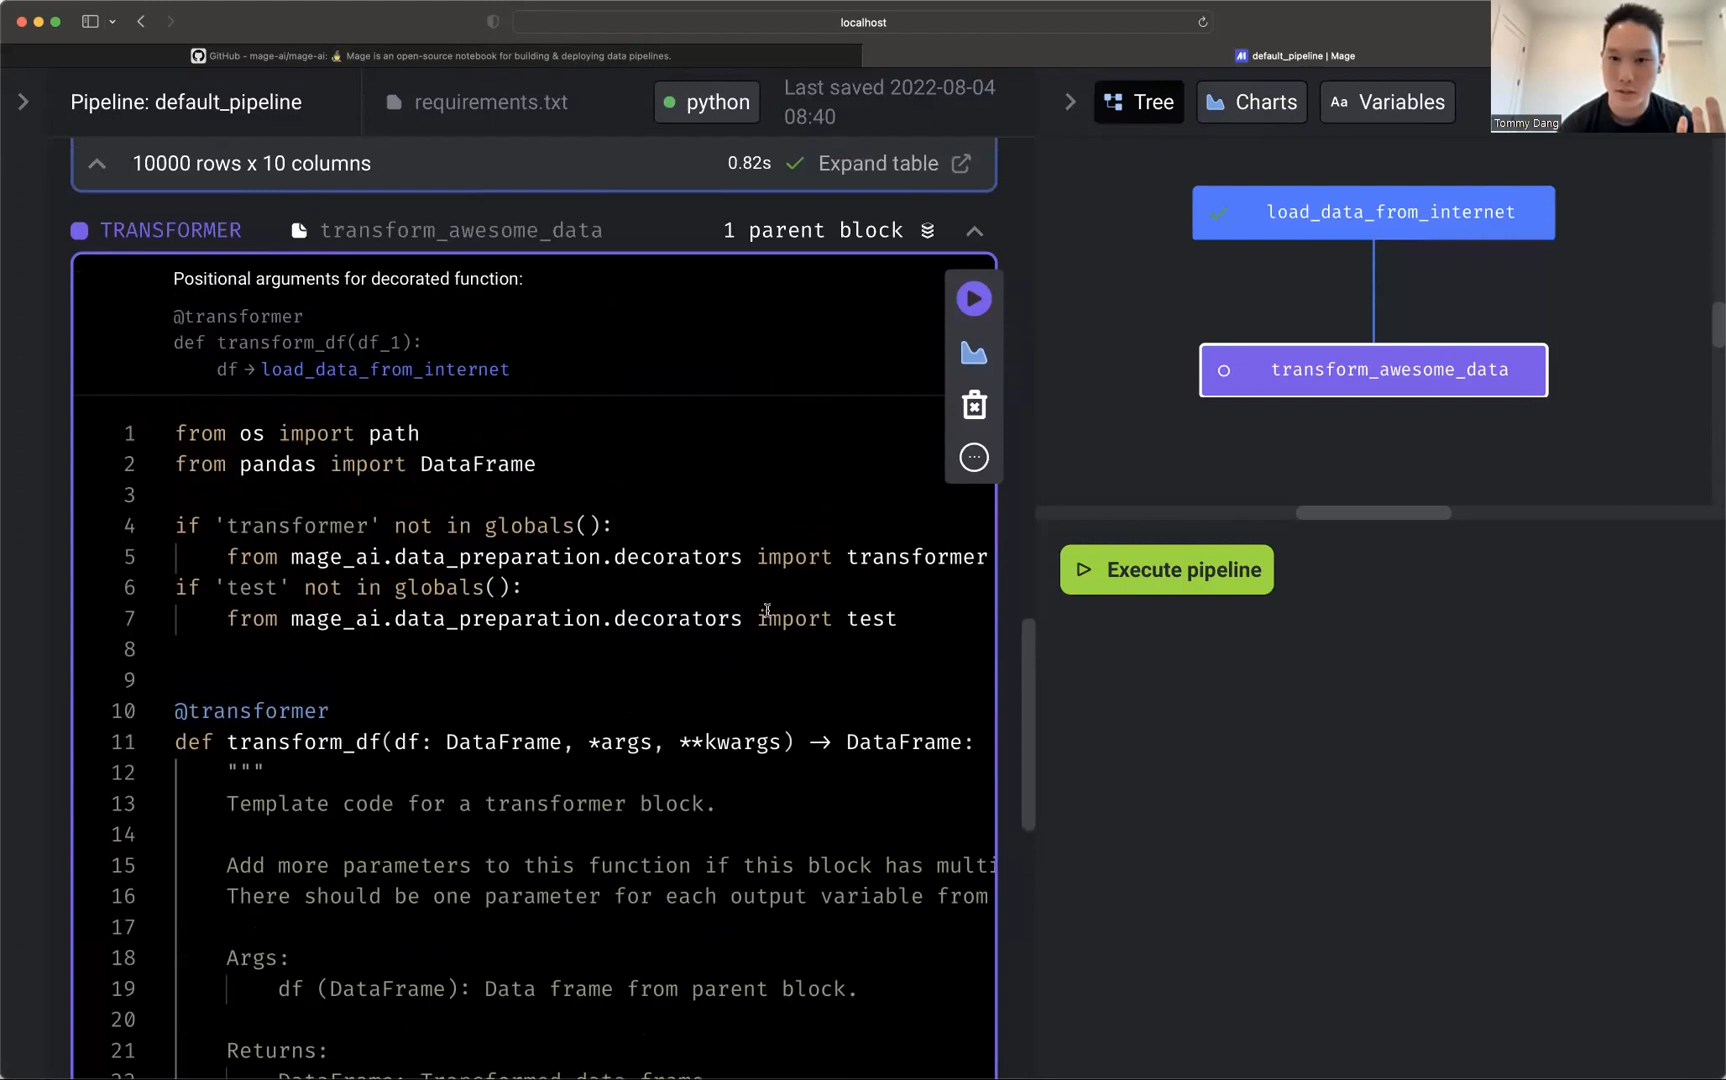 localhost
GitHub - mage-ai/mage-ai: 🧙 Mage is an open-source notebook for building & deploying data pipelines.
default_pipeline | Mage
Pipeline: default_pipeline
requirements.txt
python
Last saved 2022-08-04
08:40
Tree
Charts
Aa Variables
Tommy Dang
10000 rows x 10 columns
0.82s
Expand table
TRANSFORMER
transform_awesome_data
1 parent block
Positional arguments for decorated function:
@transformer
def transform_df(df_1):
df → load_data_from_internet
1 from os import path
2 from pandas import DataFrame
3
4 if 'transformer' not in globals():
5 from mage_ai.data_preparation.decorators import transformer
6 if 'test' not in globals():
7 from mage_ai.data_preparation.decorators import test
8
9
10 @transformer
11 def transform_df(df: DataFrame, *args, **kwargs) → DataFrame:
12 """
13 Template code for a transformer block.
14
15 Add more parameters to this function if this block has multi
16 There should be one parameter for each output variable from
17
18 Args:
19 df (DataFrame): Data frame from parent block.
20
21 Returns:
22 DataFrame: Transformed data frame
load_data_from_internet
transform_awesome_data
Execute pipeline